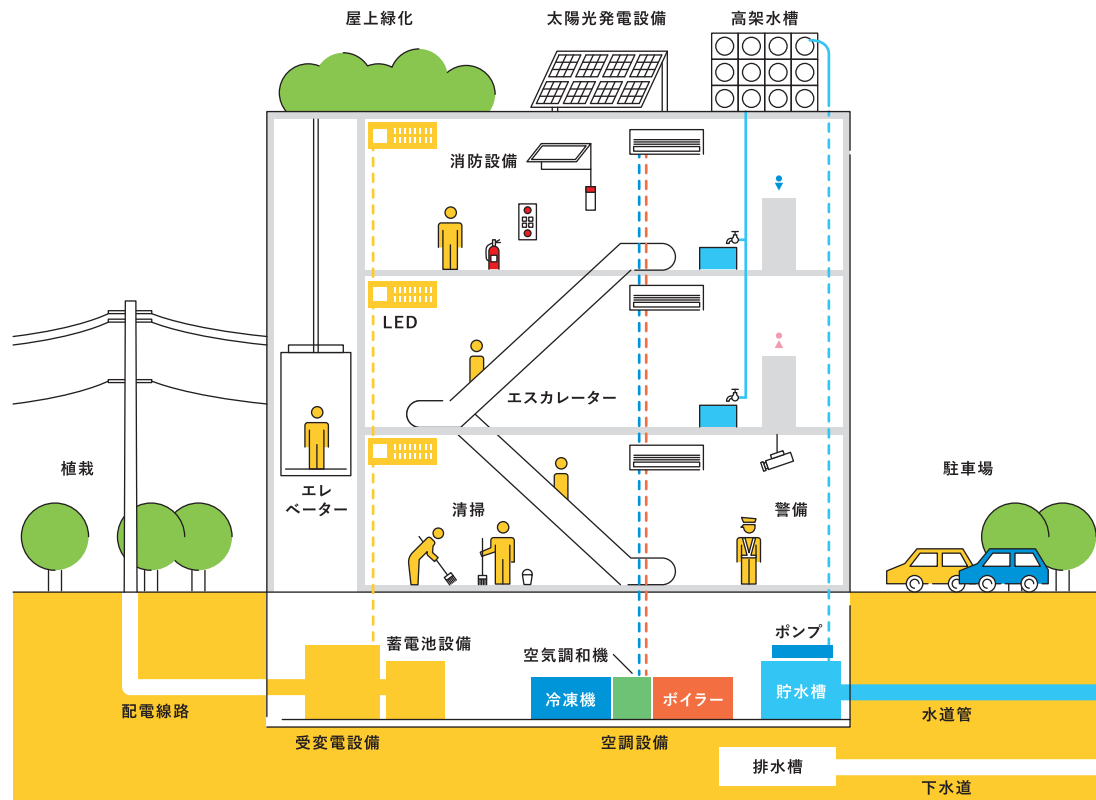 屋上緑化
太陽光発電設備
高架水槽
消防設備
LED
エスカレーター
植栽
エレ
ベーター
清掃
警備
駐車場
ポンプ
蓄電池設備
空気調和機
冷凍機
ボイラー
貯水槽
配電線路
水道管
受変電設備
空調設備
排水槽
下水道